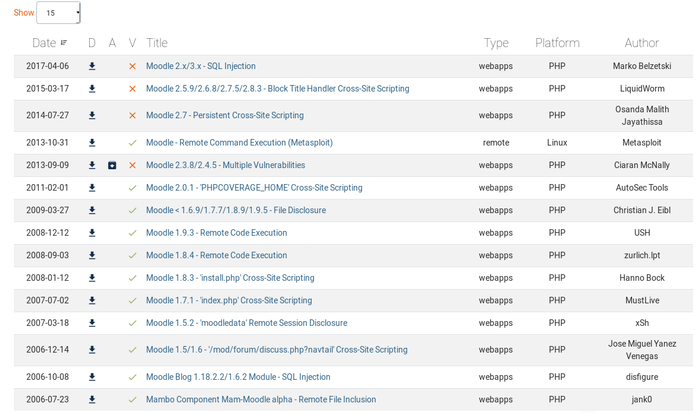 Show 15
Date D A V Title Type Platform Author
2017-04-06 Moodle 2.x/3.x - SQL Injection webapps PHP Marko Belzetski
2015-03-17 Moodle 2.5.9/2.6.8/2.7.5/2.8.3 - Block Title Handler Cross-Site Scripting webapps PHP LiquidWorm
2014-07-27 Moodle 2.7 - Persistent Cross-Site Scripting webapps PHP Osanda Malith
Jayathissa
2013-10-31 Moodle - Remote Command Execution (Metasploit) remote Linux Metasploit
2013-09-09 Moodle 2.3.8/2.4.5 - Multiple Vulnerabilities webapps PHP Ciaran McNally
2011-02-01 Moodle 2.0.1 - 'PHPCOVERAGE_HOME' Cross-Site Scripting webapps PHP AutoSec Tools
2009-03-27 Moodle < 1.6.9/1.7.7/1.8.9/1.9.5 - File Disclosure webapps PHP Christian J. Eibl
2008-12-12 Moodle 1.9.3 - Remote Code Execution webapps PHP USH
2008-09-03 Moodle 1.8.4 - Remote Code Execution webapps PHP zurlich.lpt
2008-01-12 Moodle 1.8.3 - 'install.php' Cross-Site Scripting webapps PHP Hanno Bock
2007-07-02 Moodle 1.7.1 - 'index.php' Cross-Site Scripting webapps PHP MustLive
2007-03-18 Moodle 1.5.2 - 'moodledata' Remote Session Disclosure webapps PHP xSh
2006-12-14 Moodle 1.5/1.6 - '/mod/forum/discuss.php?navtail' Cross-Site Scripting webapps PHP Jose Miguel Yanez
Venegas
2006-10-08 Moodle Blog 1.18.2.2/1.6.2 Module - SQL Injection webapps PHP disfigure
2006-07-23 Mambo Component Mam-Moodle alpha - Remote File Inclusion webapps PHP jank0